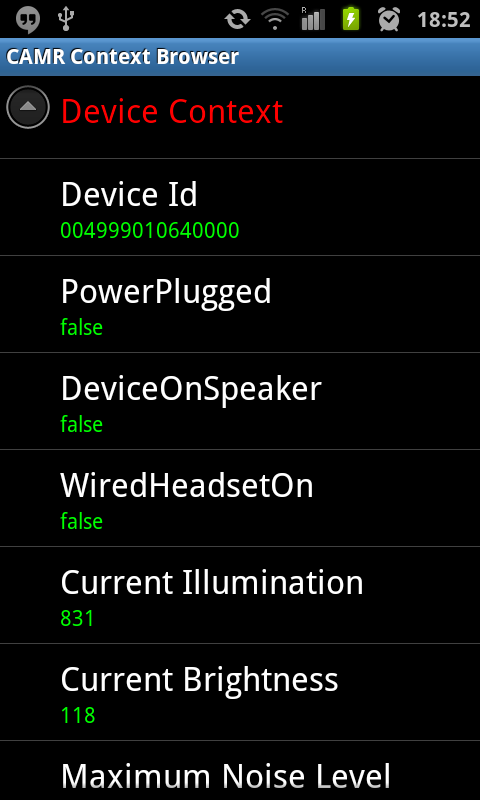 R
18:52
CAMR Context Browser
Device Context
Device Id
004999010640000
PowerPlugged
false
DeviceOnSpeaker
false
WiredHeadsetOn
false
Current Illumination
831
Current Brightness
118
Maximum Noise Level